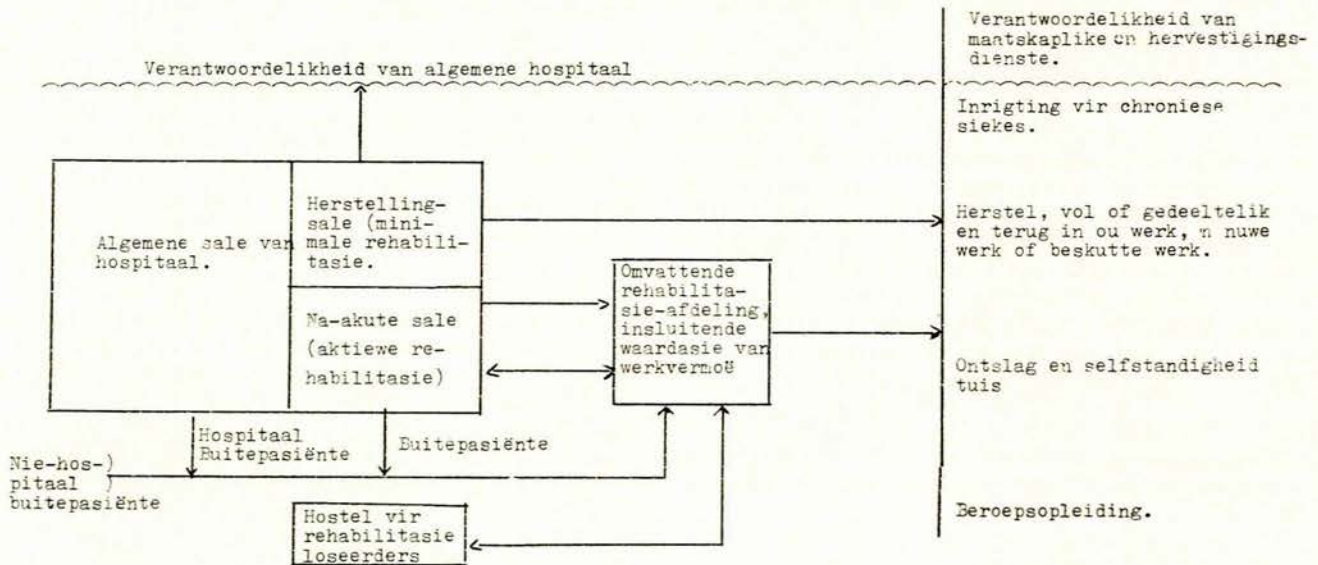 Verantwoordelikheid van algemene hospitaal
Verantwoordelikheid van
maatskaplike en hervestigings-
dienste.
Inrigting vir chroniese
siekes.
Algemene sale van
hospitaal.
Herstelling-
sale (mini-
male rehabili-
tasie.
Na-akute sale
(aktiewe re-
habilitasie)
Omvattende
rehabilita-
sie-afdeling,
insluitende
waardasie van
werkvermoë
Herstel, vol of gedeeltelik
en terug in ou werk, 'n nuwe
werk of beskutte werk.
Ontslag en selfstandigheid
tuis
Hospitaal
Buitepasiënte
Buitepasiënte
Nie-hos-)
pitaal )
buitepasiënte
Hostel vir
rehabilitasie
loseerders
Beroepsopleiding.